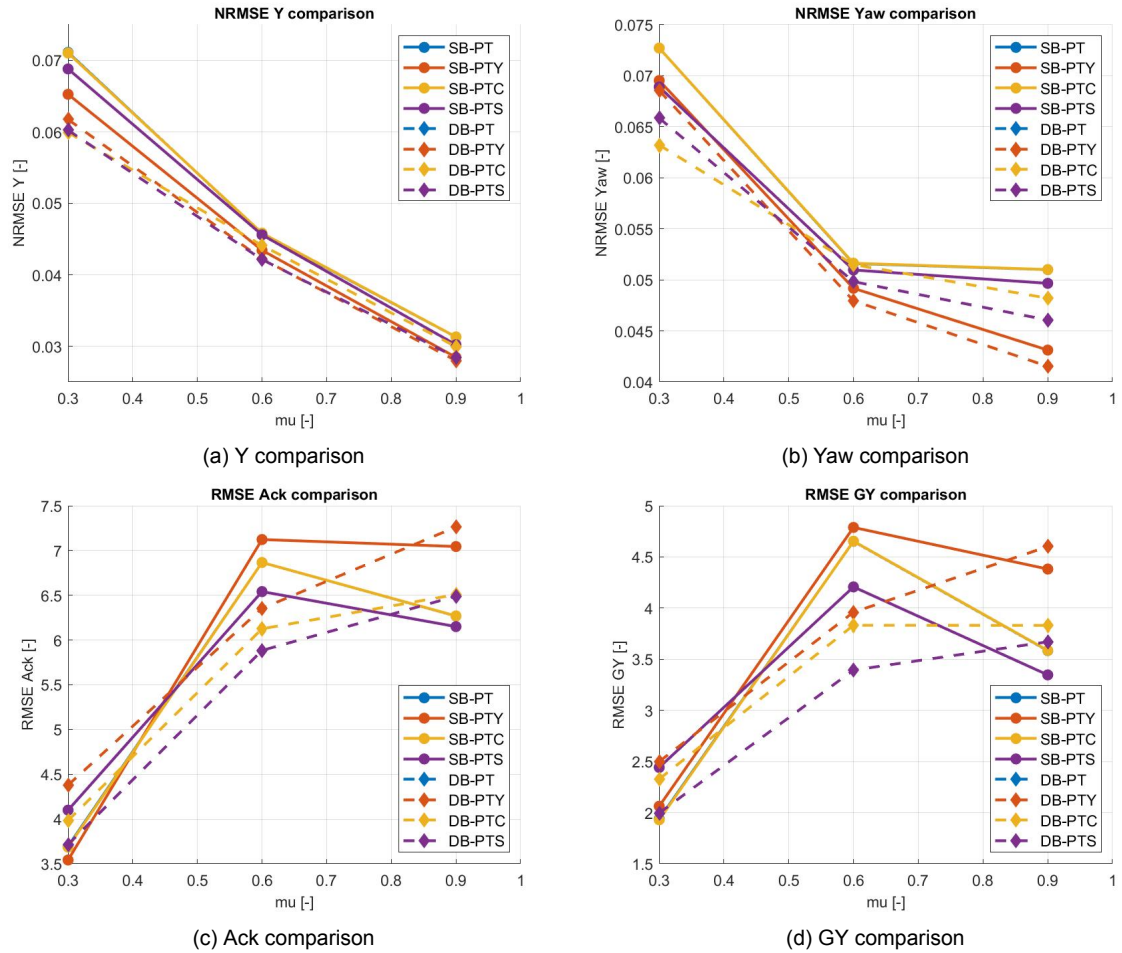 NRMSE Y comparison
0.07
0.06
0.05
0.04
0.03
NRMSE Y [-]
0.3 0.4 0.5 0.6 0.7 0.8 0.9 1
mu [-]
SB-PT
SB-PTY
SB-PTC
SB-PTS
DB-PT
DB-PTY
DB-PTC
DB-PTS
(a) Y comparison
NRMSE Yaw comparison
0.075
0.07
0.065
0.06
0.055
0.05
0.045
0.04
NRMSE Yaw [-]
0.3 0.4 0.5 0.6 0.7 0.8 0.9 1
mu [-]
SB-PT
SB-PTY
SB-PTC
SB-PTS
DB-PT
DB-PTY
DB-PTC
DB-PTS
(b) Yaw comparison
RMSE Ack comparison
7.5
7
6.5
6
5.5
5
4.5
4
3.5
RMSE Ack [-]
0.3 0.4 0.5 0.6 0.7 0.8 0.9 1
mu [-]
SB-PT
SB-PTY
SB-PTC
SB-PTS
DB-PT
DB-PTY
DB-PTC
DB-PTS
(c) Ack comparison
RMSE GY comparison
5
4.5
4
3.5
3
2.5
2
1.5
RMSE GY [-]
0.3 0.4 0.5 0.6 0.7 0.8 0.9 1
mu [-]
SB-PT
SB-PTY
SB-PTC
SB-PTS
DB-PT
DB-PTY
DB-PTC
DB-PTS
(d) GY comparison